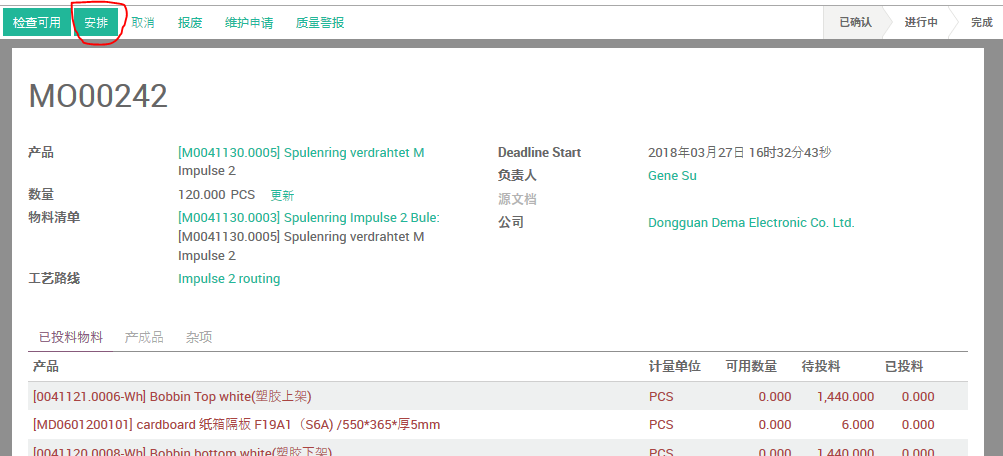 检查可用 安排 取消 报废 维护申请 质量警报 已确认 进行中 完成
MO00242
产品 [M0041130.0005] Spulenring verdrahtet M Deadline Start 2018年03月27日 16时32分43秒
Impulse 2 负责人 Gene Su
数量 120.000 PCS 更新 源文档
物料清单 [M0041130.0003] Spulenring Impulse 2 Bule: 公司 Dongguan Dema Electronic Co. Ltd.
[M0041130.0005] Spulenring verdrahtet M
Impulse 2
工艺路线 Impulse 2 routing
已投料物料 产成品 杂项
产品 计量单位 可用数量 待投料 已投料
[0041121.0006-Wh] Bobbin Top white(塑胶上架) PCS 0.000 1,440.000 0.000
[MD0601200101] cardboard 纸箱隔板 F19A1（S6A) /550*365*厚5mm PCS 0.000 6.000 0.000
[0041120.0008-Wh] Bobbin bottom white(塑胶下架) PCS 0.000 1,440.000 0.000